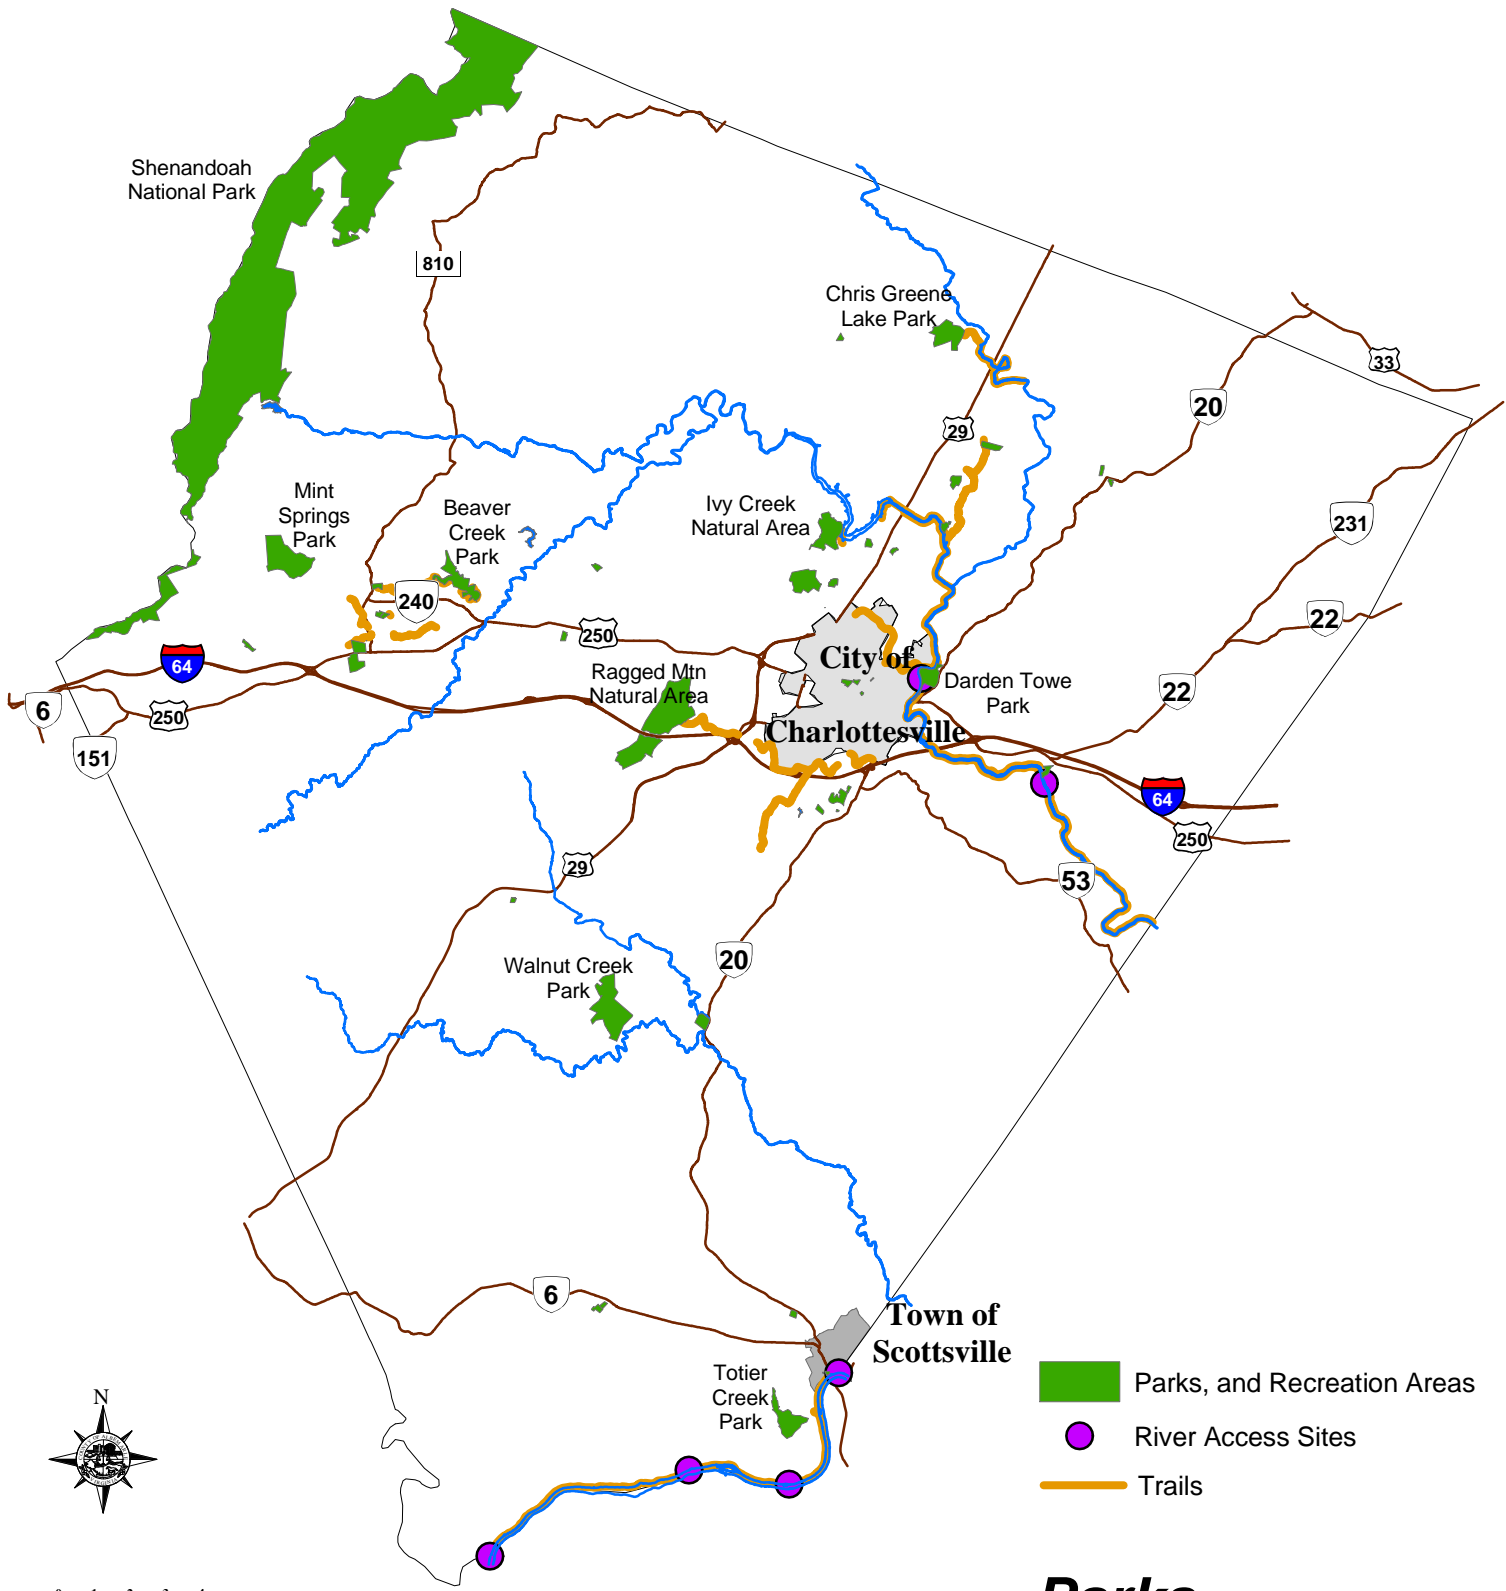 Shenandoah
National Park
810
Chris Greene
Lake Park
33
20
29
Mint
Springs
Park
Beaver
Creek
Park
Ivy Creek
Natural Area
231
240
22
250
64
City of
Ragged Mtn
Natural Area
Darden Towe
Park
22
6
250
Charlottesville
151
64
250
29
53
20
Walnut Creek
Park
6
Town of
Scottsville
Totier
Creek
Park
Parks, and Recreation Areas
N
River Access Sites
Trails
Parks